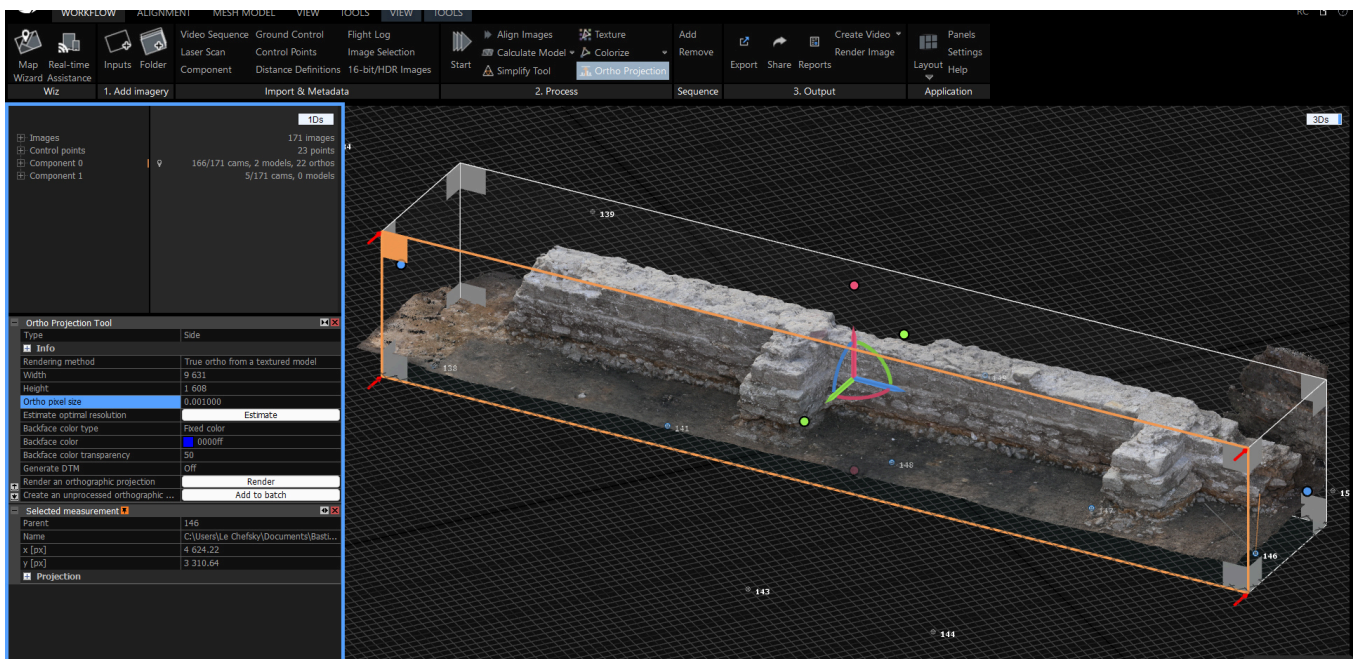 WORKFLOW ALIGNMENT MESH MODEL VIEW TOOLS VIEW TOOLS RC
Video Sequence Ground Control Flight Log
Laser Scan Control Points Image Selection
Component Distance Definitions 16-bit/HDR Images
Map Wizard Real-time Assistance Inputs Folder
Start Align Images Texture
Calculate Model Colorize
Simplify Tool Ortho Projection
Add
Remove
Export Share Reports
Create Video
Render Image
Layout
Panels
Settings
Help
Wiz 1. Add imagery Import & Metadata 2. Process Sequence 3. Output Application
1Ds
Images 171 images
Control points 23 points
Component 0 166/171 cams, 2 models, 22 orthos
Component 1 5/171 cams, 0 models
Ortho Projection Tool
Type Side
Info
Rendering method True ortho from a textured model
Width 9 631
Height 1 608
Ortho pixel size 0.001000
Estimate optimal resolution Estimate
Backface color type Fixed color
Backface color 0000ff
Backface color transparency 50
Generate DTM Off
Render an orthographic projection Render
Create an unprocessed orthographic ... Add to batch
Selected measurement
Parent 146
Name C:\Users\Le Chefsky\Documents\Basti...
x [px] 4 624.22
y [px] 3 310.64
Projection
3Ds
139
138
141
148
147
146
143
144